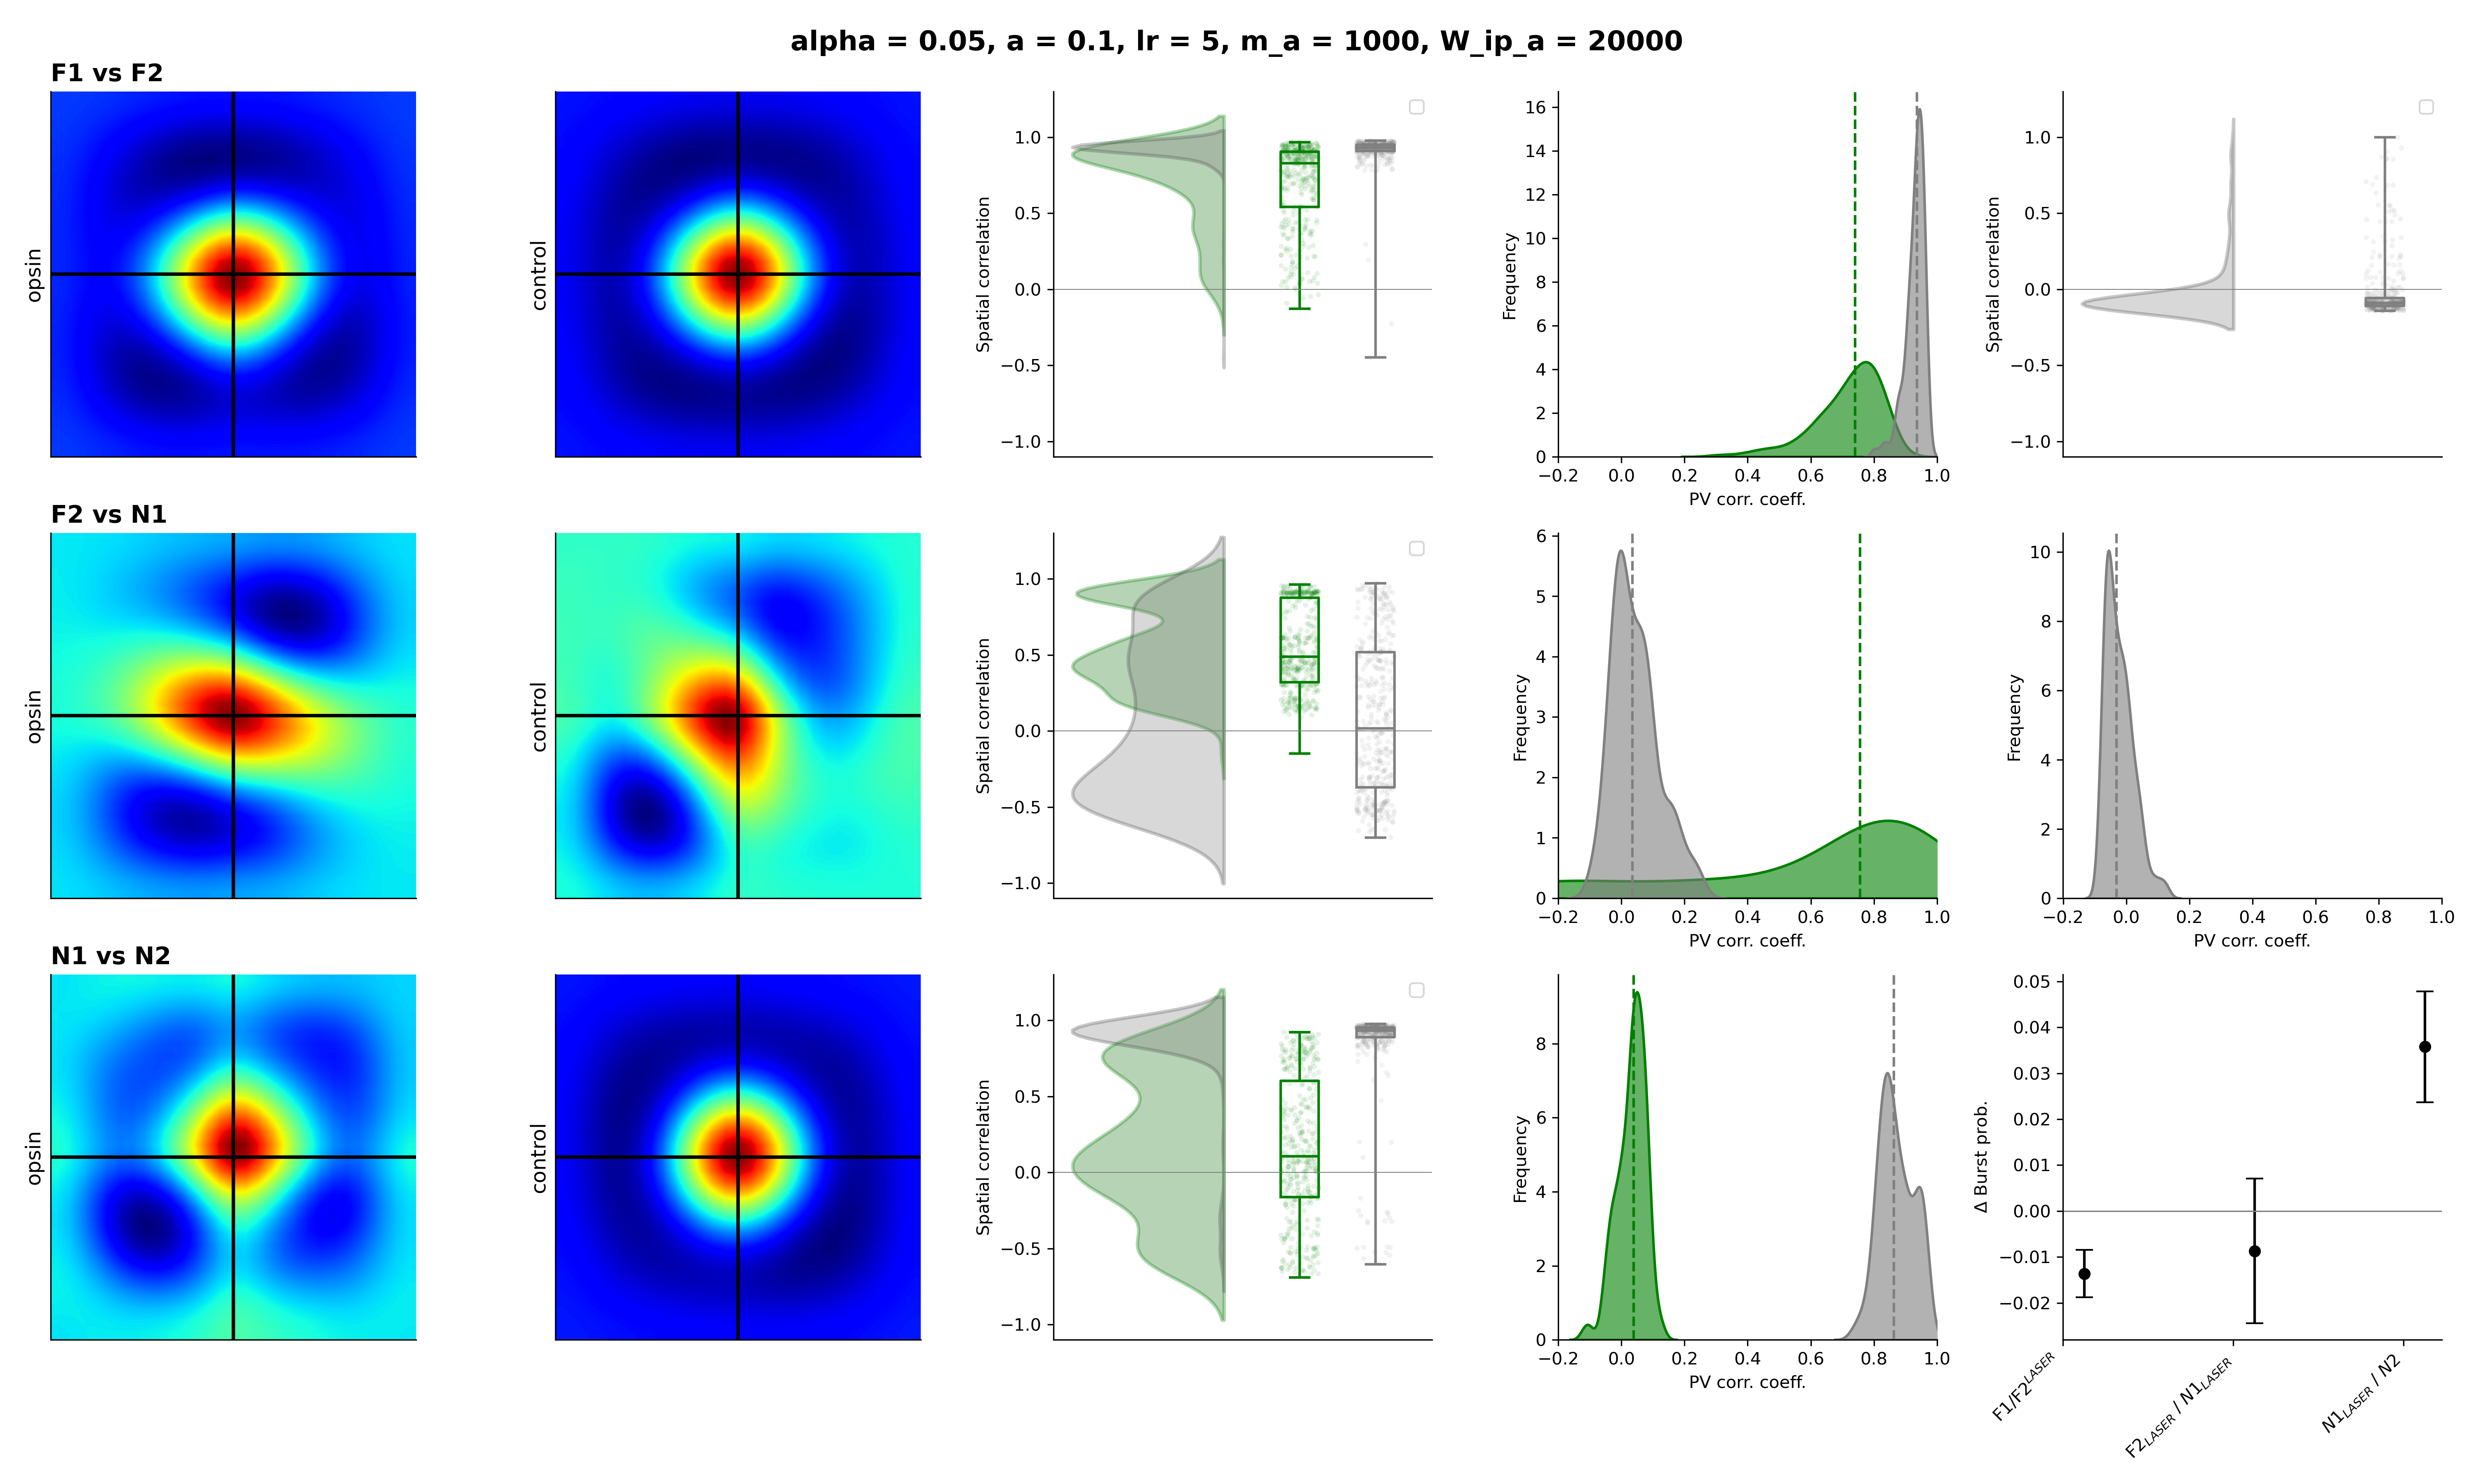 alpha = 0.05, a = 0.1, lr = 5, m_a = 1000, W_ip_a = 20000
F1 vs F2
opsin
control
Spatial correlation
1.0
0.5
0.0
−0.5
−1.0
Frequency
16
14
12
10
8
6
4
2
0
−0.2 0.0 0.2 0.4 0.6 0.8 1.0
PV corr. coeff.
Spatial correlation
1.0
0.5
0.0
−0.5
−1.0
F2 vs N1
opsin
control
Spatial correlation
1.0
0.5
0.0
−0.5
−1.0
Frequency
6
5
4
3
2
1
0
−0.2 0.0 0.2 0.4 0.6 0.8 1.0
PV corr. coeff.
Frequency
10
8
6
4
2
0
−0.2 0.0 0.2 0.4 0.6 0.8 1.0
PV corr. coeff.
N1 vs N2
opsin
control
Spatial correlation
1.0
0.5
0.0
−0.5
−1.0
Frequency
8
6
4
2
0
−0.2 0.0 0.2 0.4 0.6 0.8 1.0
PV corr. coeff.
Δ Burst prob.
0.05
0.04
0.03
0.02
0.01
0.00
−0.01
−0.02
F1/F2LASER
F2LASER / N1LASER
N1LASER / N2